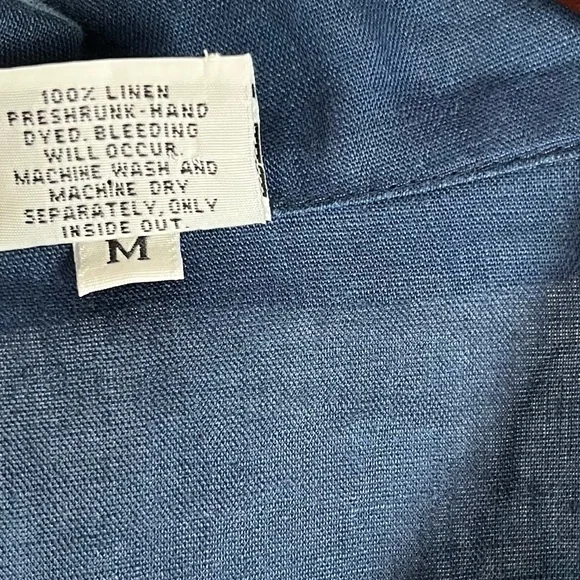 100% LINEN
PRESHRUNK-HAND
DYED. BLEEDING
WILL OCCUR.
MACHINE WASH AND
MACHINE DRY
SEPARATELY, ONLY
INSIDE OUT.
M